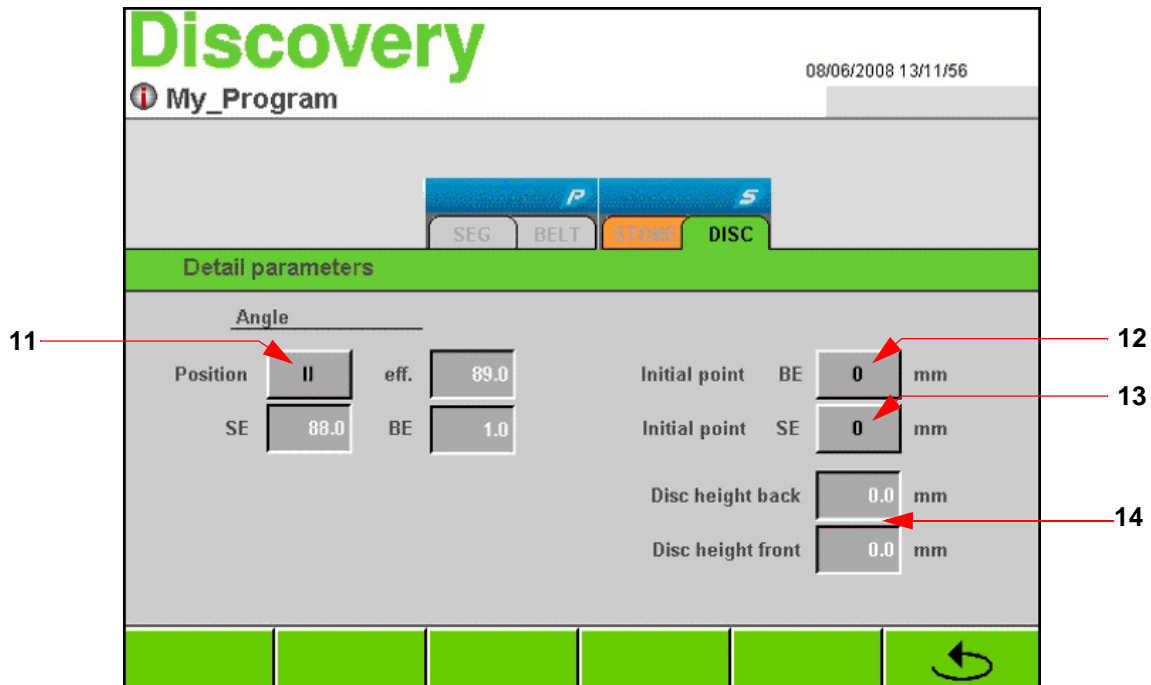 Discovery
08/06/2008 13/11/56
My_Program
P S
SEG BELT STONE DISC
Detail parameters
Angle
11
12
Position II eff. 89.0 Initial point BE 0 mm
13
SE 88.0 BE 1.0 Initial point SE 0 mm
Disc height back 0.0 mm
14
Disc height front 0.0 mm